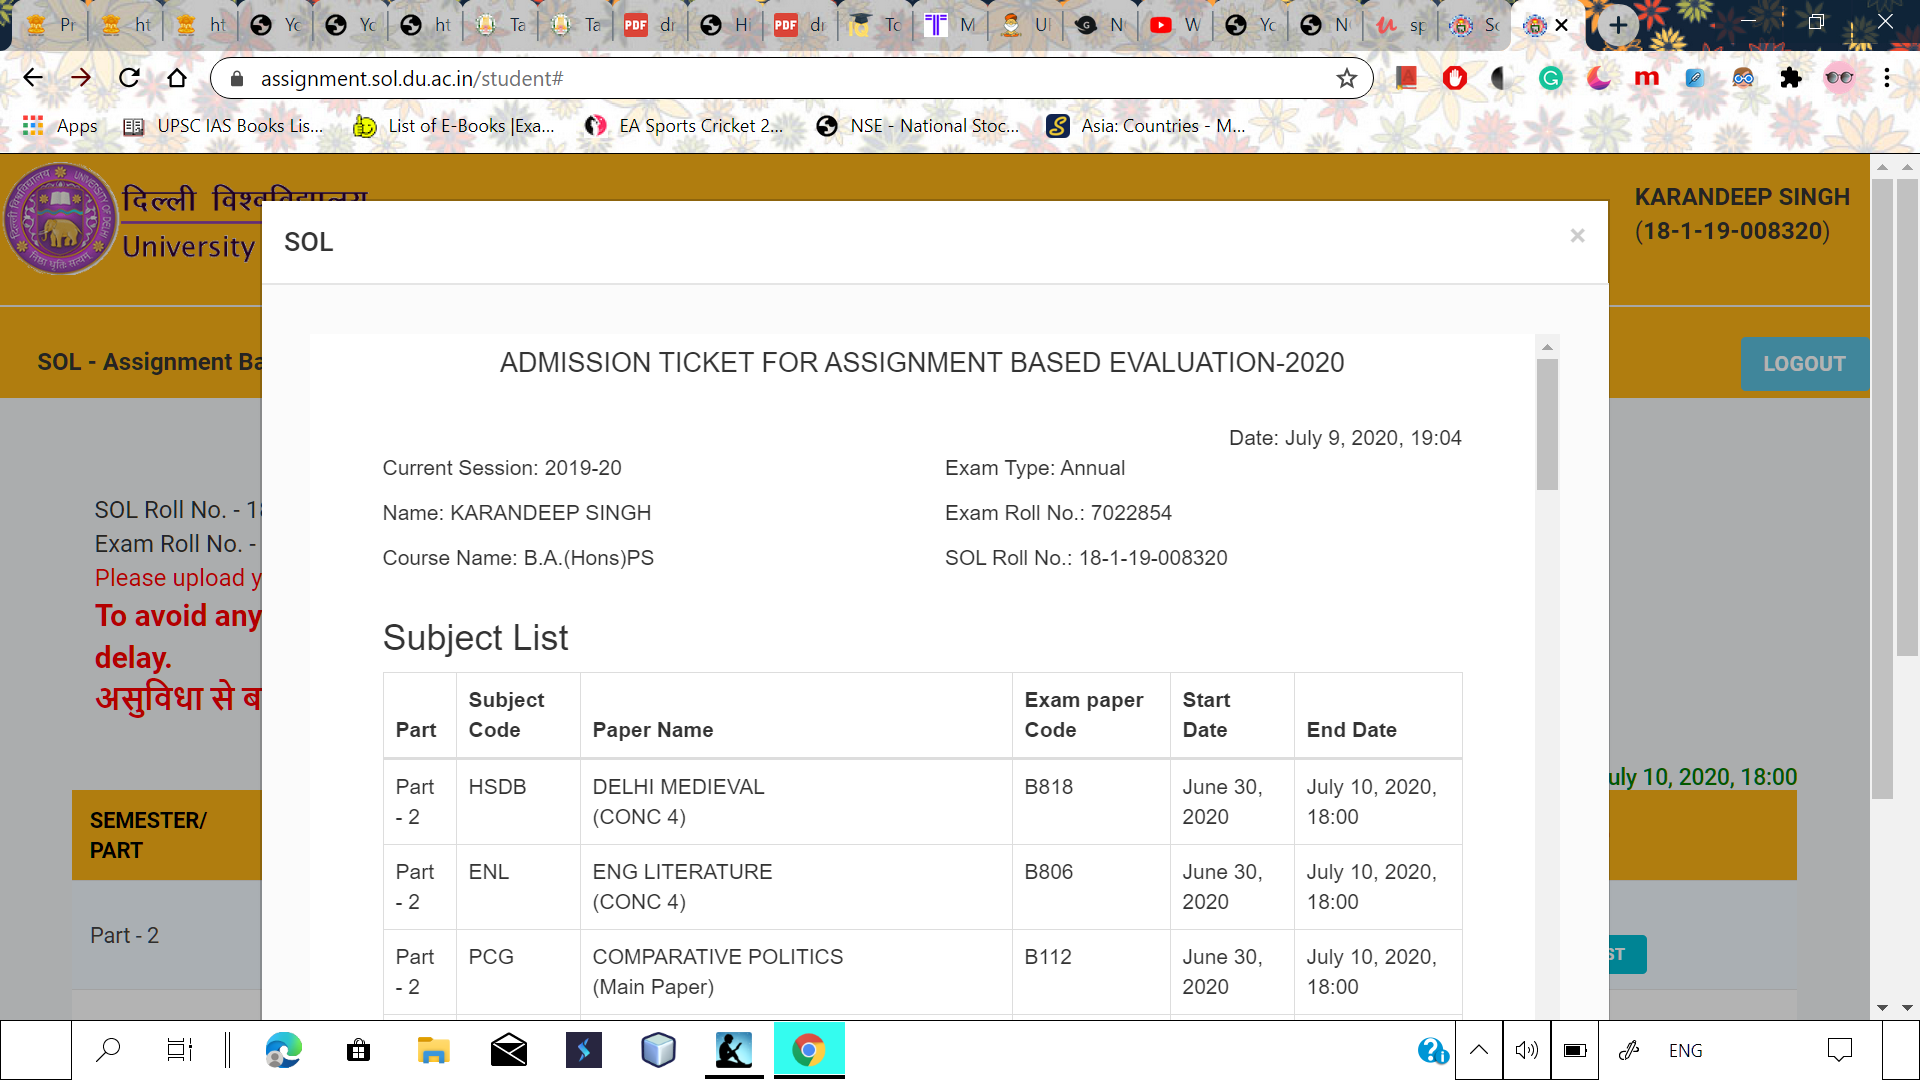 Pr
ht
ht
Yc
Yc
ht
Ta
Ta
PDF
dr
Hi
PDF
di
Tc
M
UI
N
W
Yc
N
sp
Sc
assignment.sol.du.ac.in/student#
Apps
UPSC IAS Books Lis...
List of E-Books |Exa...
EA Sports Cricket 2...
NSE - National Stoc...
Asia: Countries - M...
दिल्ली विश्वविद्यालय
University
KARANDEEP SINGH
(18-1-19-008320)
SOL - Assignment Ba
LOGOUT
SOL Roll No. - 18
Exam Roll No. -
Please upload y
To avoid any
delay.
असुविधा से ब
uly 10, 2020, 18:00
SEMESTER/
PART
Part - 2
ST
SOL
×
ADMISSION TICKET FOR ASSIGNMENT BASED EVALUATION-2020
Date: July 9, 2020, 19:04
Current Session: 2019-20
Exam Type: Annual
Name: KARANDEEP SINGH
Exam Roll No.: 7022854
Course Name: B.A.(Hons)PS
SOL Roll No.: 18-1-19-008320
Subject List
Part Subject Code Paper Name Exam paper Code Start Date End Date
Part - 2 HSDB DELHI MEDIEVAL (CONC 4) B818 June 30, 2020 July 10, 2020, 18:00
Part - 2 ENL ENG LITERATURE (CONC 4) B806 June 30, 2020 July 10, 2020, 18:00
Part - 2 PCG COMPARATIVE POLITICS (Main Paper) B112 June 30, 2020 July 10, 2020, 18:00
ENG